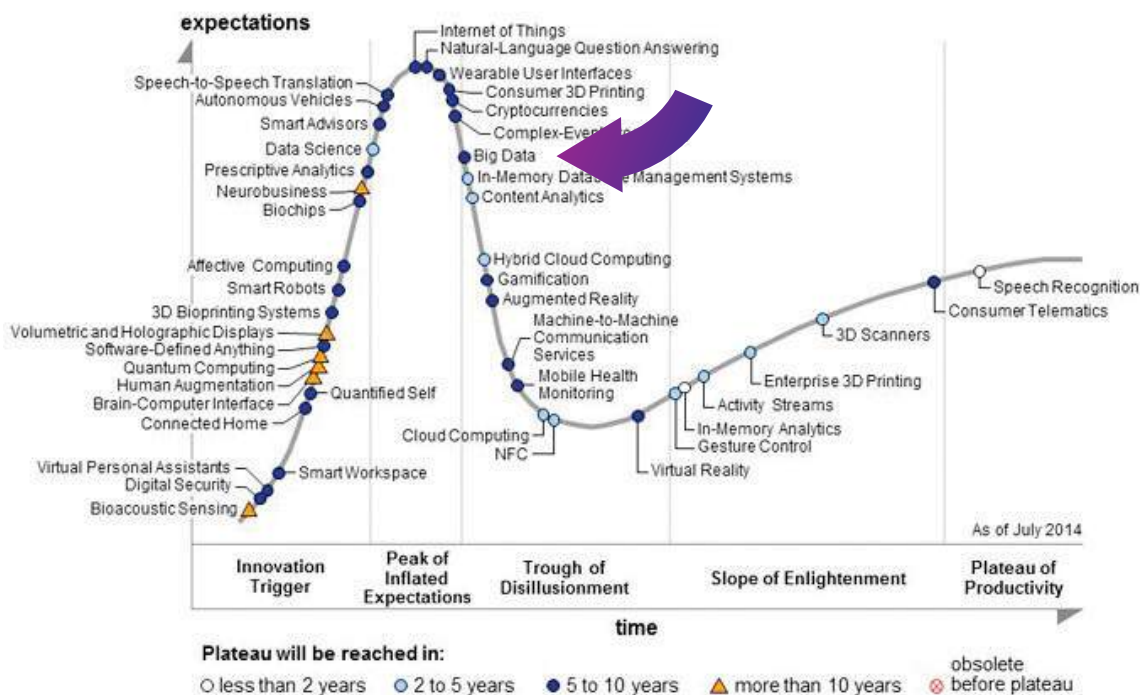 expectations
Internet of Things
Natural-Language Question Answering
Wearable User Interfaces
Consumer 3D Printing
Cryptocurrencies
Complex-Event
Big Data
In-Memory Management Systems
Content Analytics
Speech-to-Speech Translation
Autonomous Vehicles
Smart Advisors
Data Science
Prescriptive Analytics
Neurobusiness
Biochips
Affective Computing
Smart Robots
3D Bioprinting Systems
Volumetric and Holographic Displays
Software-Defined Anything
Quantum Computing
Human Augmentation
Brain-Computer Interface
Quantified Self
Connected Home
Virtual Personal Assistants
Smart Workspace
Digital Security
Bioacoustic Sensing
Hybrid Cloud Computing
Gamification
Augmented Reality
Machine-to-Machine
Communication
Services
Mobile Health
Monitoring
Cloud Computing
NFC
Virtual Reality
Gesture Control
In-Memory Analytics
Activity Streams
Enterprise 3D Printing
3D Scanners
Consumer Telematics
Speech Recognition
As of July 2014
Innovation
Trigger
Peak of
Inflated
Expectations
Trough of
Disillusionment
Slope of Enlightenment
Plateau of
Productivity
time
Plateau will be reached in:
less than 2 years
2 to 5 years
5 to 10 years
more than 10 years
obsolete
before plateau